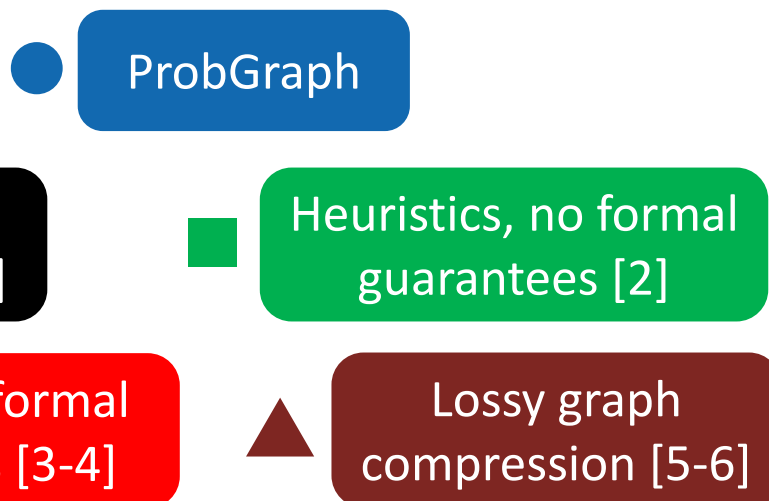 ProbGraph
Heuristics, no formal
guarantees [2]
]
formal
[3-4]
Lossy graph
compression [5-6]